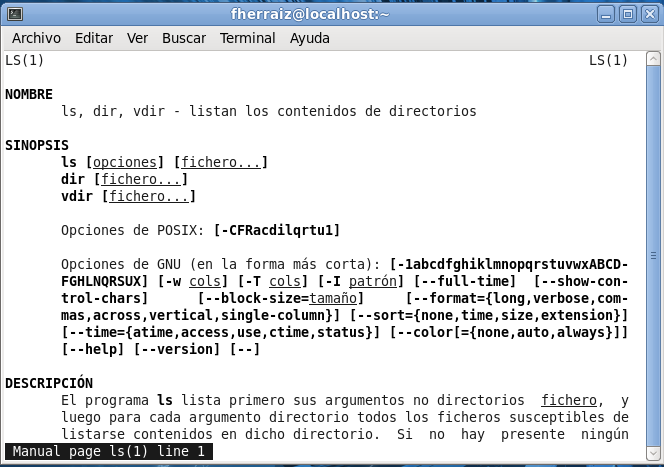 fherraiz@localhost:~
Archivo Editar Ver Buscar Terminal Ayuda
LS(1) LS(1)
NOMBRE
ls, dir, vdir - listan los contenidos de directorios
SINOPSIS
ls [opciones] [fichero...]
dir [fichero...]
vdir [fichero...]
Opciones de POSIX: [-CFRacdilqrtu1]
Opciones de GNU (en la forma más corta): [-1abcdfghiklmnopqrstuvwxABCD-
FGHLNQRSUX] [-w cols] [-T cols] [-I patrón] [--full-time] [--show-con-
trol-chars] [--block-size=tamaño] [--format={long,verbose,com-
mas,across,vertical,single-column}] [--sort={none,time,size,extension}]
[--time={atime,access,use,ctime,status}] [--color[={none,auto,always}]]
[--help] [--version] [--]
DESCRIPCIÓN
El programa ls lista primero sus argumentos no directorios fichero, y
luego para cada argumento directorio todos los ficheros susceptibles de
listarse contenidos en dicho directorio. Si no hay presente ningún
Manual page ls(1) line 1